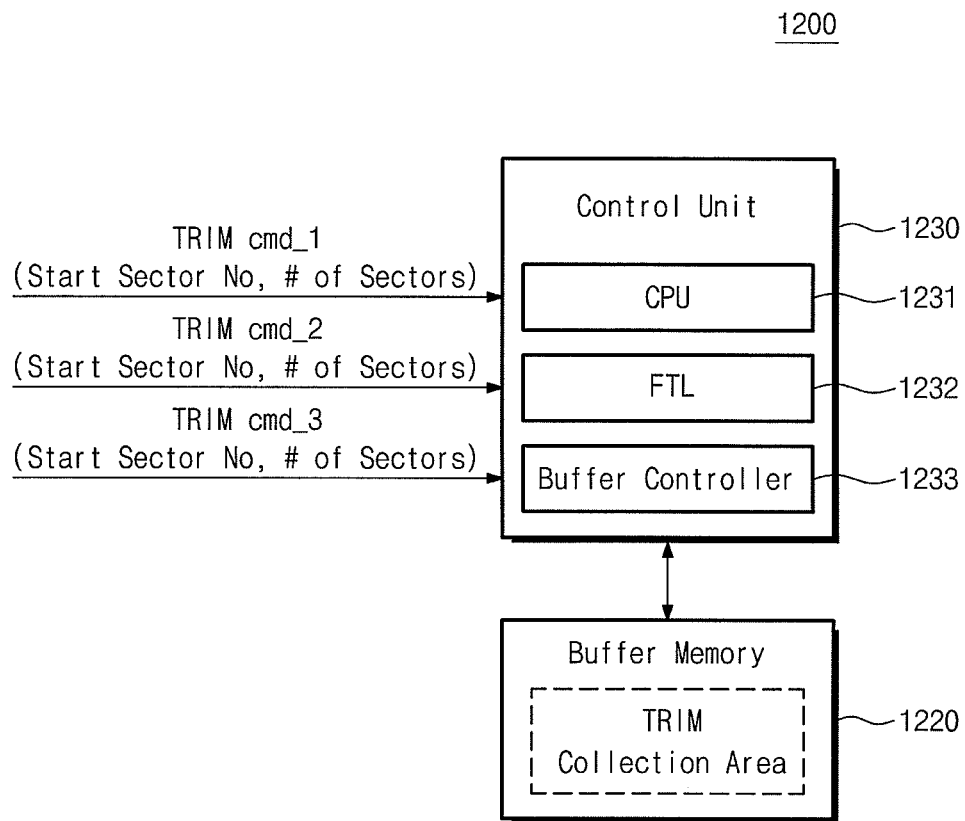 1200
Control Unit
1230
TRIM cmd_1
(Start Sector No, # of Sectors)
CPU
1231
TRIM cmd_2
(Start Sector No, # of Sectors)
FTL
1232
TRIM cmd_3
(Start Sector No, # of Sectors)
Buffer Controller
1233
Buffer Memory
TRIM
Collection Area
1220